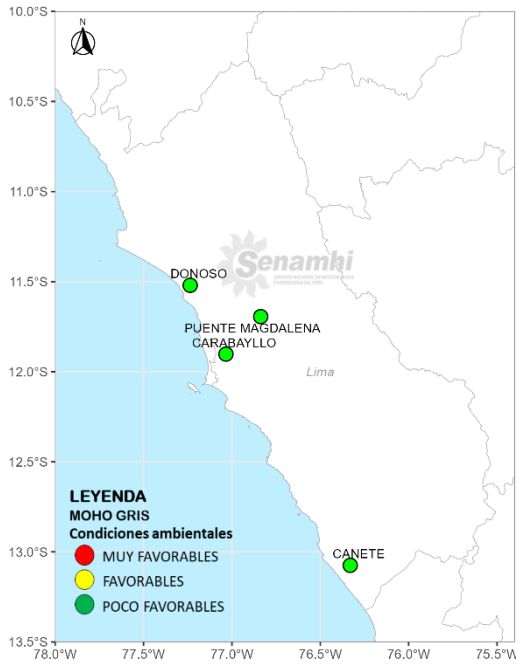 N
10.0°S
10.5°S
11.0°S
11.5°S
12.0°S
12.5°S
13.0°S
13.5°S
Senamhi
DONOSO
PUENTE MAGDALENA
CARABAYLLO
Lima
CANETE
LEYENDA
MOHO GRIS
Condiciones ambientales
MUY FAVORABLES
FAVORABLES
POCO FAVORABLES
78.0°W
77.5°W
77.0°W
76.5°W
76.0°W
75.5°W